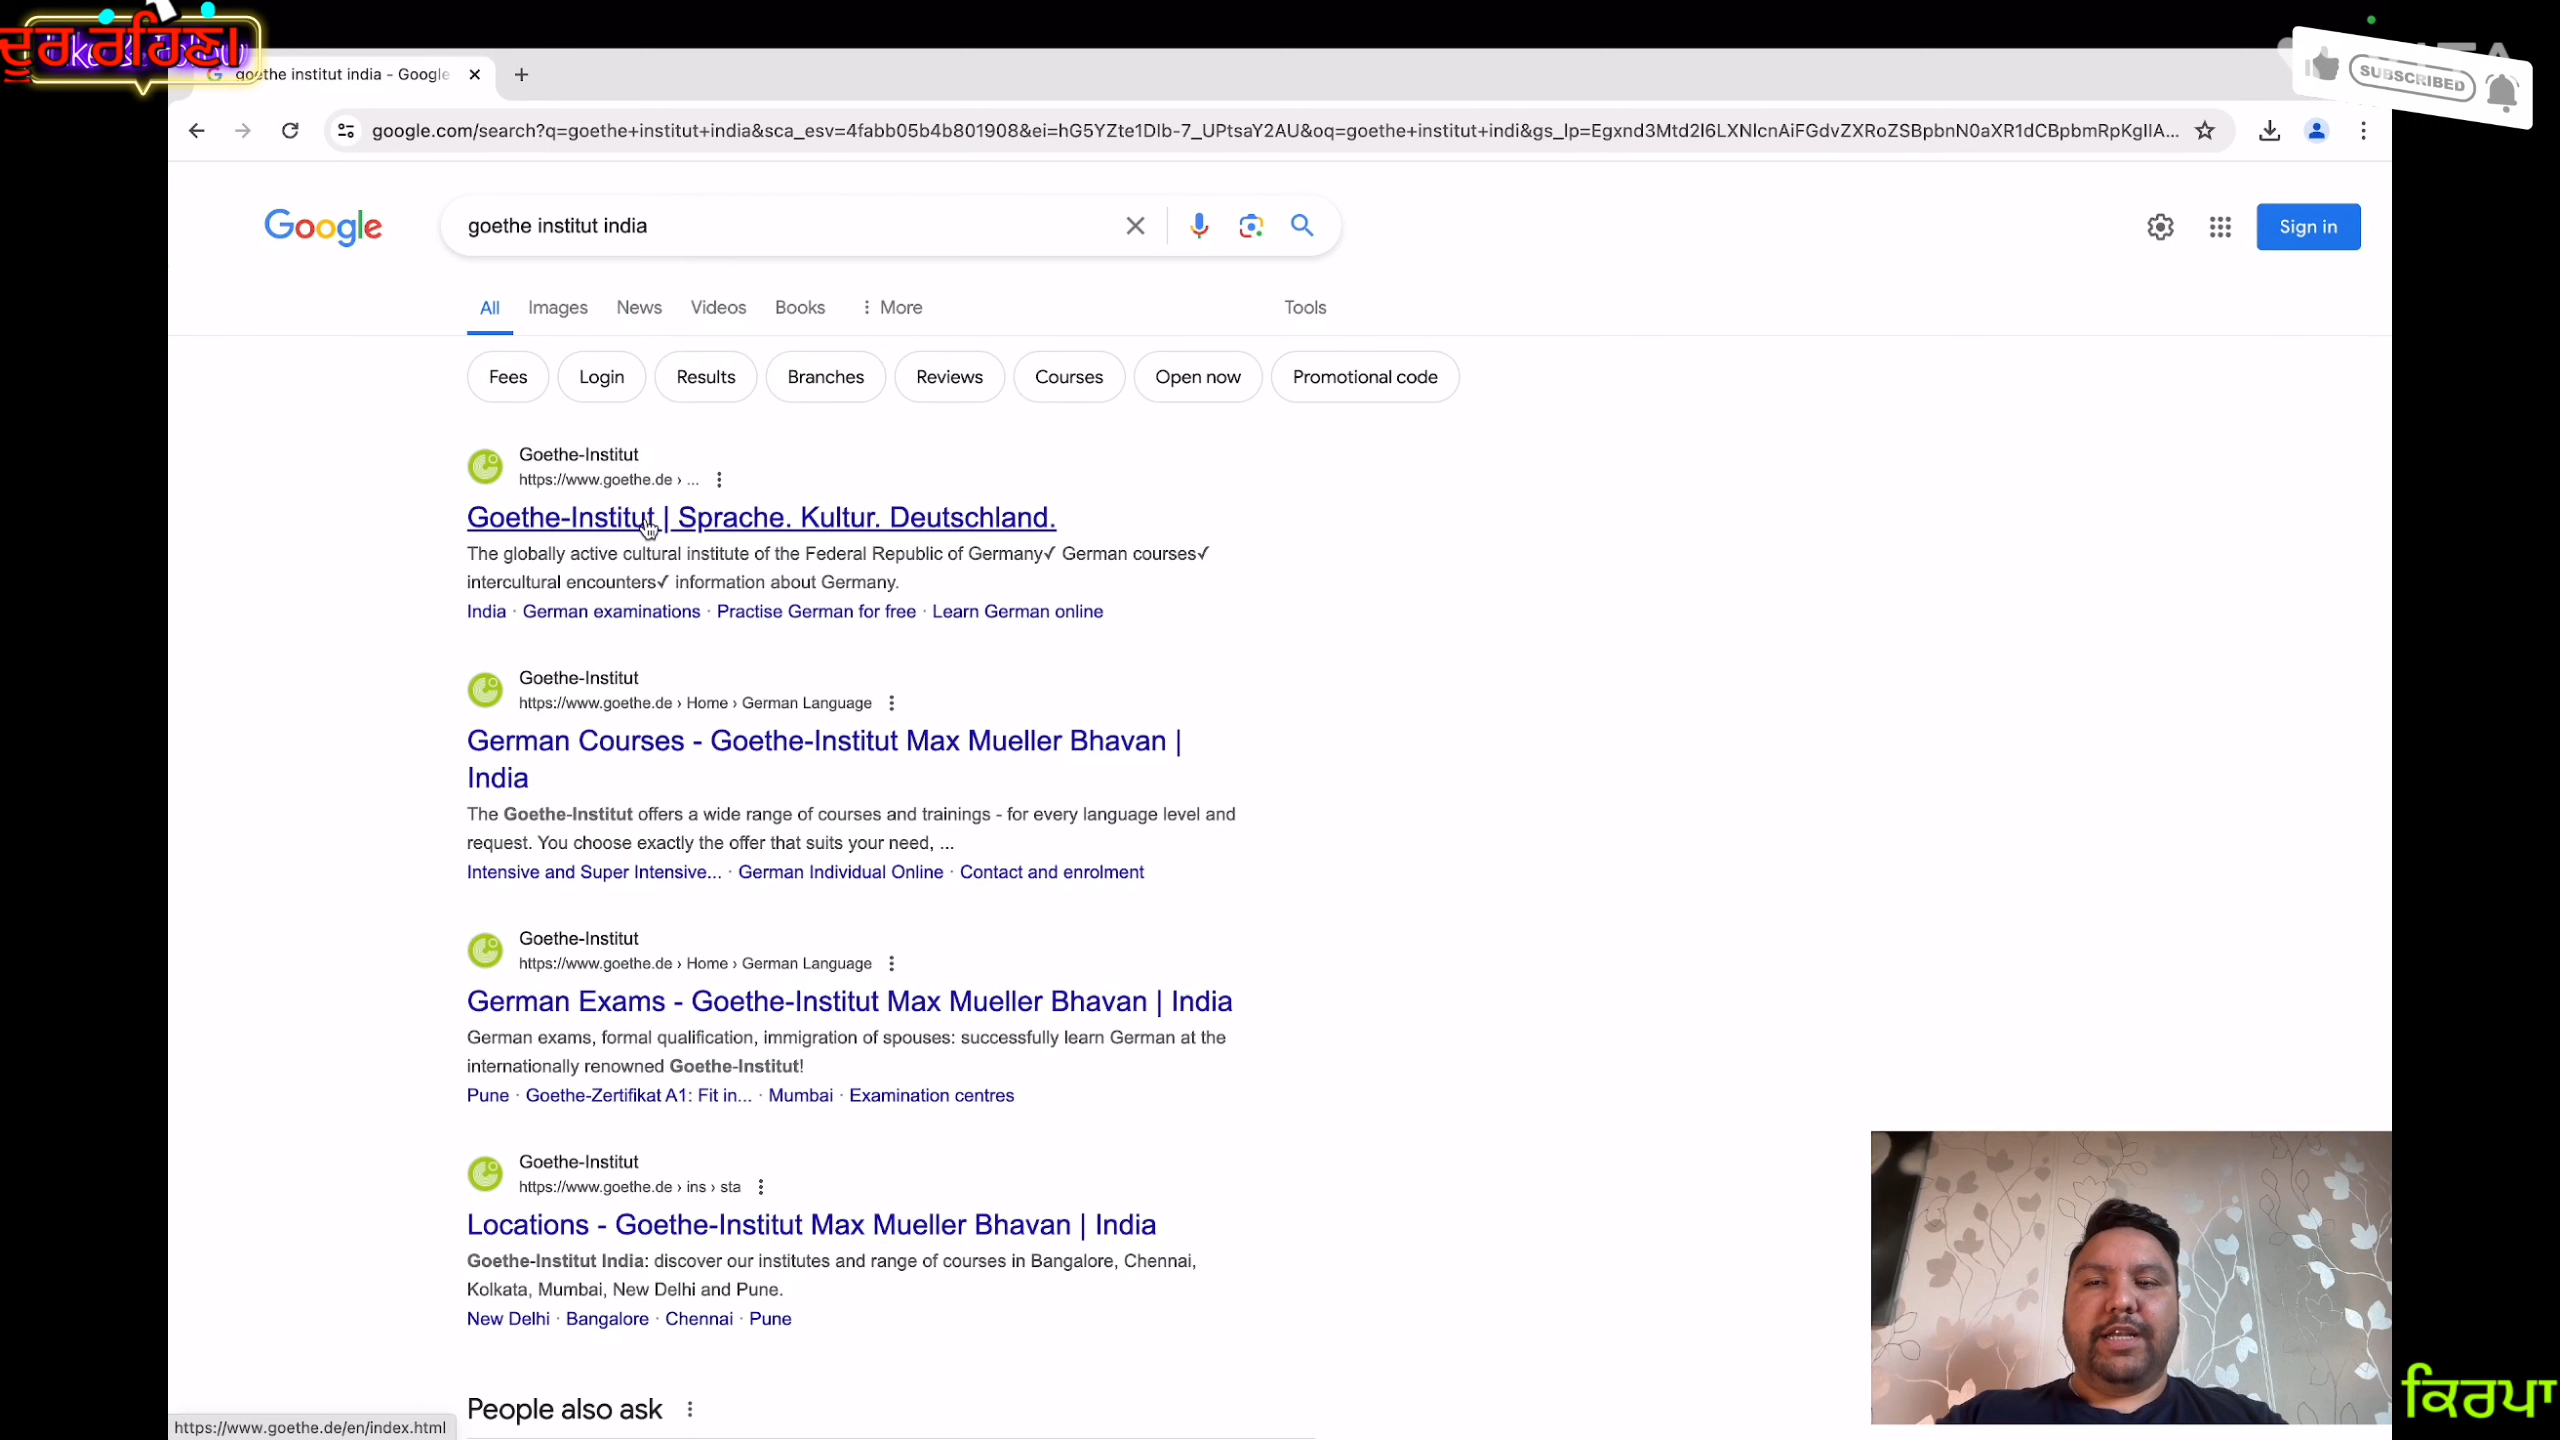 ਦੂਰ ਰਹਿਣ।
SUBSCRIBED
goethe institut india - Google
google.com/search?q=goethe+institut+india&sca_esv=4fabb05b4b801908&ei=hG5YZte1DIb-7_UPtsaY2AU&oq=goethe+institut+indi&gs_lp=Egxnd3Mtd2l6LXNlcnAiFGdvZXRoZSBpbnN0aXR1dCBpbmRpKgIIA...
Google
goethe institut india
Sign in
All Images News Videos Books More Tools
Fees Login Results Branches Reviews Courses Open now Promotional code
Goethe-Institut
https://www.goethe.de › ...
Goethe-Institut | Sprache. Kultur. Deutschland.
The globally active cultural institute of the Federal Republic of Germany✓ German courses✓
intercultural encounters✓ information about Germany.
India · German examinations · Practise German for free · Learn German online
Goethe-Institut
https://www.goethe.de › Home › German Language
German Courses - Goethe-Institut Max Mueller Bhavan |
India
The Goethe-Institut offers a wide range of courses and trainings - for every language level and
request. You choose exactly the offer that suits your need, ...
Intensive and Super Intensive... · German Individual Online · Contact and enrolment
Goethe-Institut
https://www.goethe.de › Home › German Language
German Exams - Goethe-Institut Max Mueller Bhavan | India
German exams, formal qualification, immigration of spouses: successfully learn German at the
internationally renowned Goethe-Institut!
Pune · Goethe-Zertifikat A1: Fit in... · Mumbai · Examination centres
Goethe-Institut
https://www.goethe.de › ins › sta
Locations - Goethe-Institut Max Mueller Bhavan | India
Goethe-Institut India: discover our institutes and range of courses in Bangalore, Chennai,
Kolkata, Mumbai, New Delhi and Pune.
New Delhi · Bangalore · Chennai · Pune
People also ask
https://www.goethe.de/en/index.html
ਕਿਰਪਾ